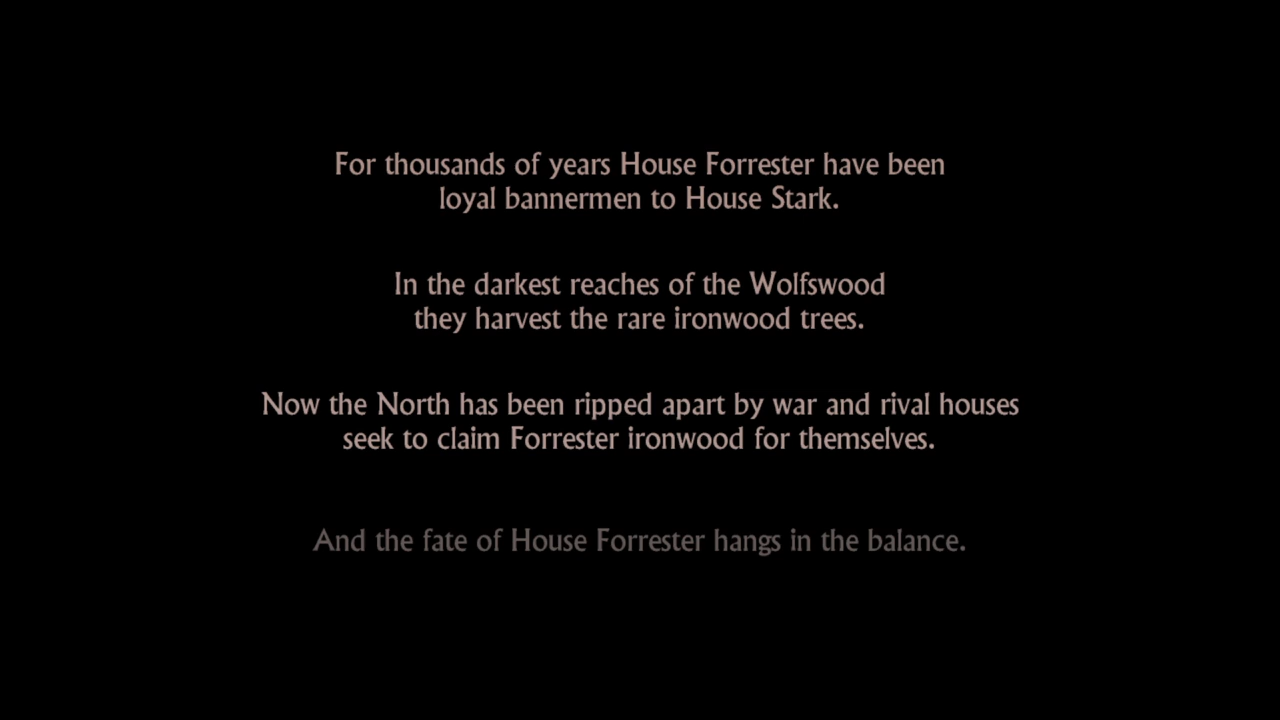 For thousands of years House Forrester have been
loyal bannermen to House Stark.
In the darkest reaches of the Wolfswood
they harvest the rare ironwood trees.
Now the North has been ripped apart by war and rival houses
seek to claim Forrester ironwood for themselves.
And the fate of House Forrester hangs in the balance.